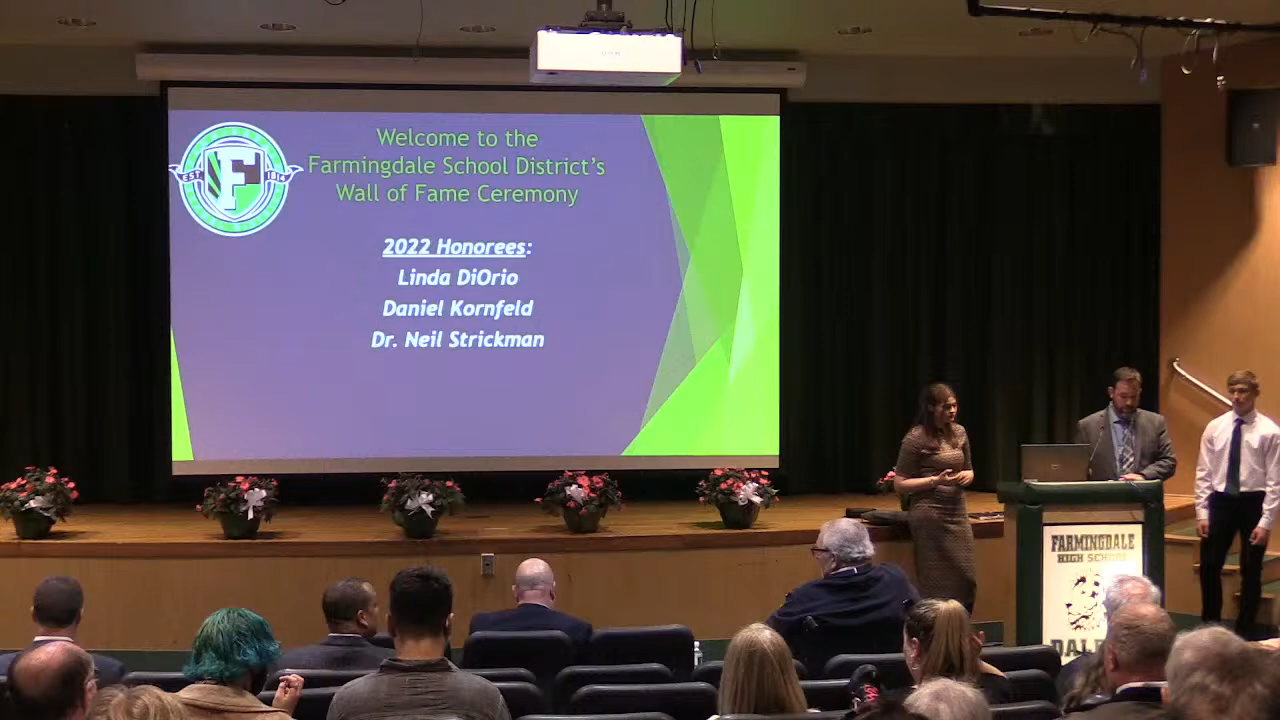 Welcome to the
Farmingdale School District's
Wall of Fame Ceremony
EST 1814
F
2022 Honorees:
Linda DiOrio
Daniel Kornfeld
Dr. Neil Strickman
FARMINGDALE
HIGH SCHOOL